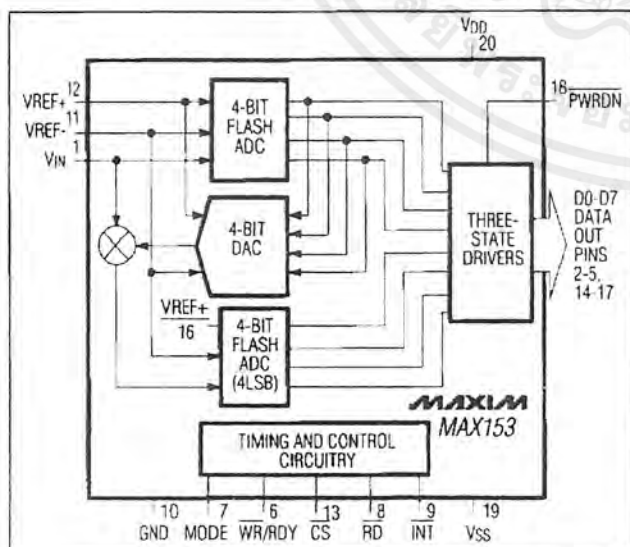 VDD
20
VREF+ 12
VREF- 11
VIN 1
4-BIT
FLASH
ADC
18 PWRDN
4-BIT
DAC
THREE-
STATE
DRIVERS
D0-D7
DATA
OUT
PINS
2-5,
14-17
VREF+
16
4-BIT
FLASH
ADC
(4LSB)
MAXIM
MAX153
TIMING AND CONTROL
CIRCUITRY
10 7 6 13 8 9 19
GND MODE WR/RDY CS RD INT VSS